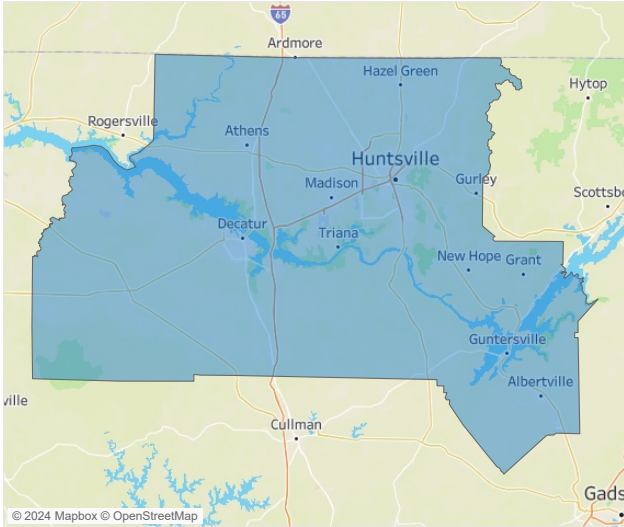 65
Ardmore
Hazel Green
Hytop
Rogersville
Athens
Huntsville
Madison
Gurley
Scottsbo
Decatur
Triana
New Hope
Grant
Guntersville
Albertville
ville
Cullman
Gads
© 2024 Mapbox © OpenStreetMap